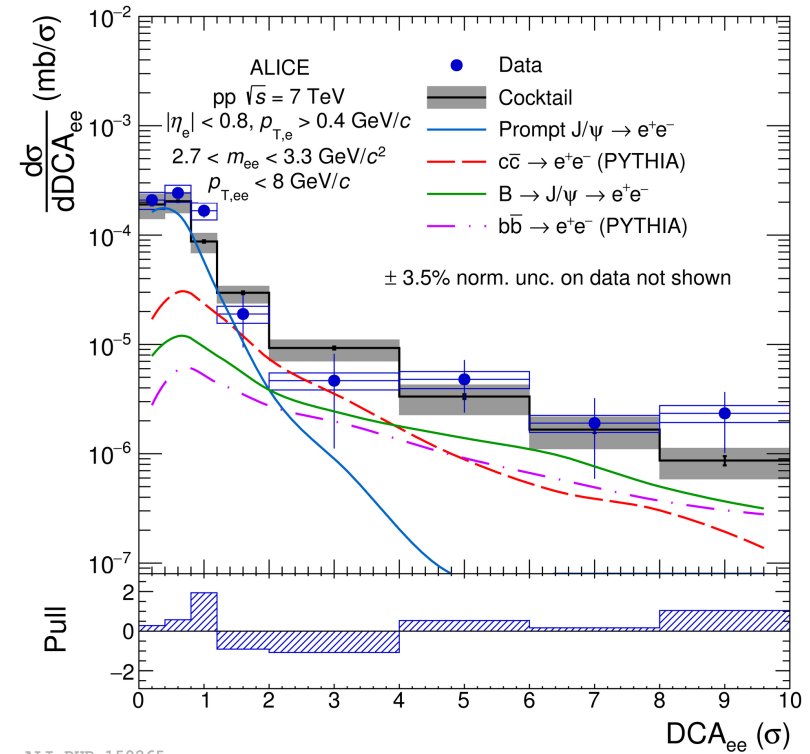 dσ/dDCA_ee (mb/σ)
10⁻²
10⁻³
10⁻⁴
10⁻⁵
10⁻⁶
10⁻⁷
ALICE
pp √s = 7 TeV
|η_e| < 0.8, p_T,e > 0.4 GeV/c
2.7 < m_ee < 3.3 GeV/c²
p_T,ee < 8 GeV/c
Data
Cocktail
Prompt J/ψ → e⁺e⁻
cc̅ → e⁺e⁻ (PYTHIA)
B → J/ψ → e⁺e⁻
bb̅ → e⁺e⁻ (PYTHIA)
± 3.5% norm. unc. on data not shown
Pull
2
0
−2
0 1 2 3 4 5 6 7 8 9 10
DCA_ee (σ)